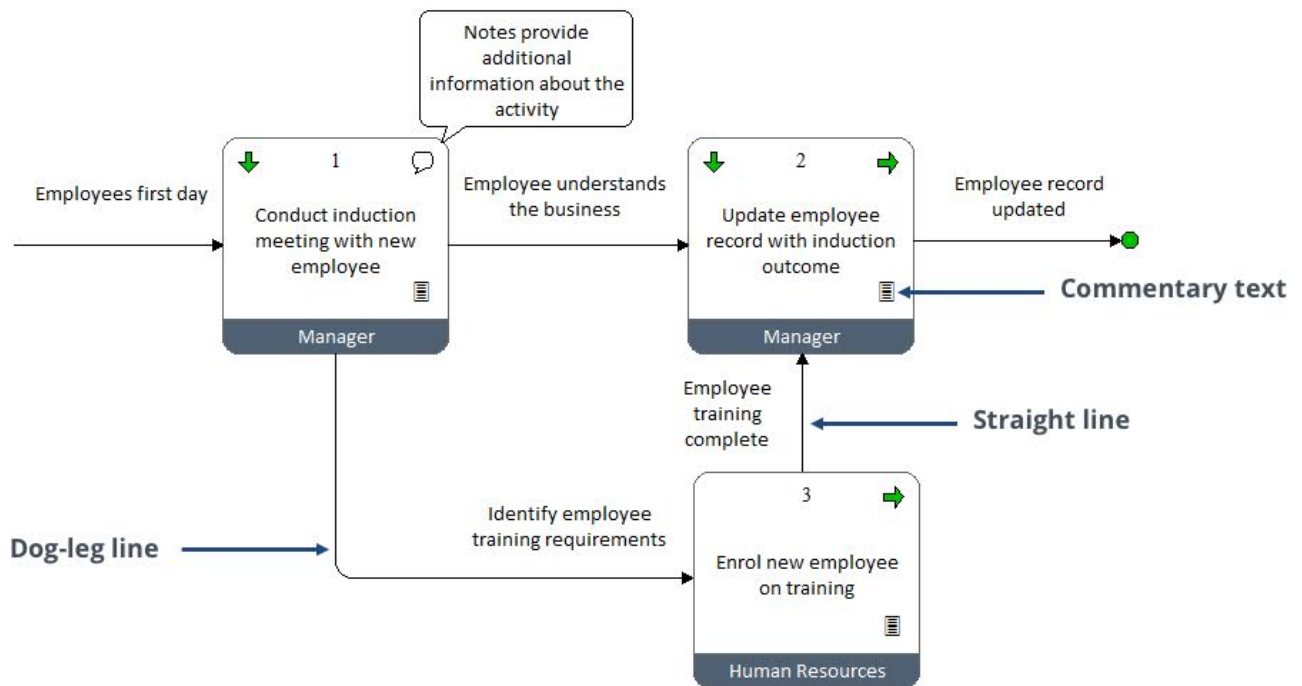 Notes provide
additional
information about the
activity
1
2
Employees first day
Conduct induction
meeting with new
employee
Employee understands
the business
Update employee
record with induction
outcome
Employee record
updated
Commentary text
Manager
Manager
Employee
training
complete
Straight line
3
Dog-leg line
Identify employee
training requirements
Enrol new employee
on training
Human Resources